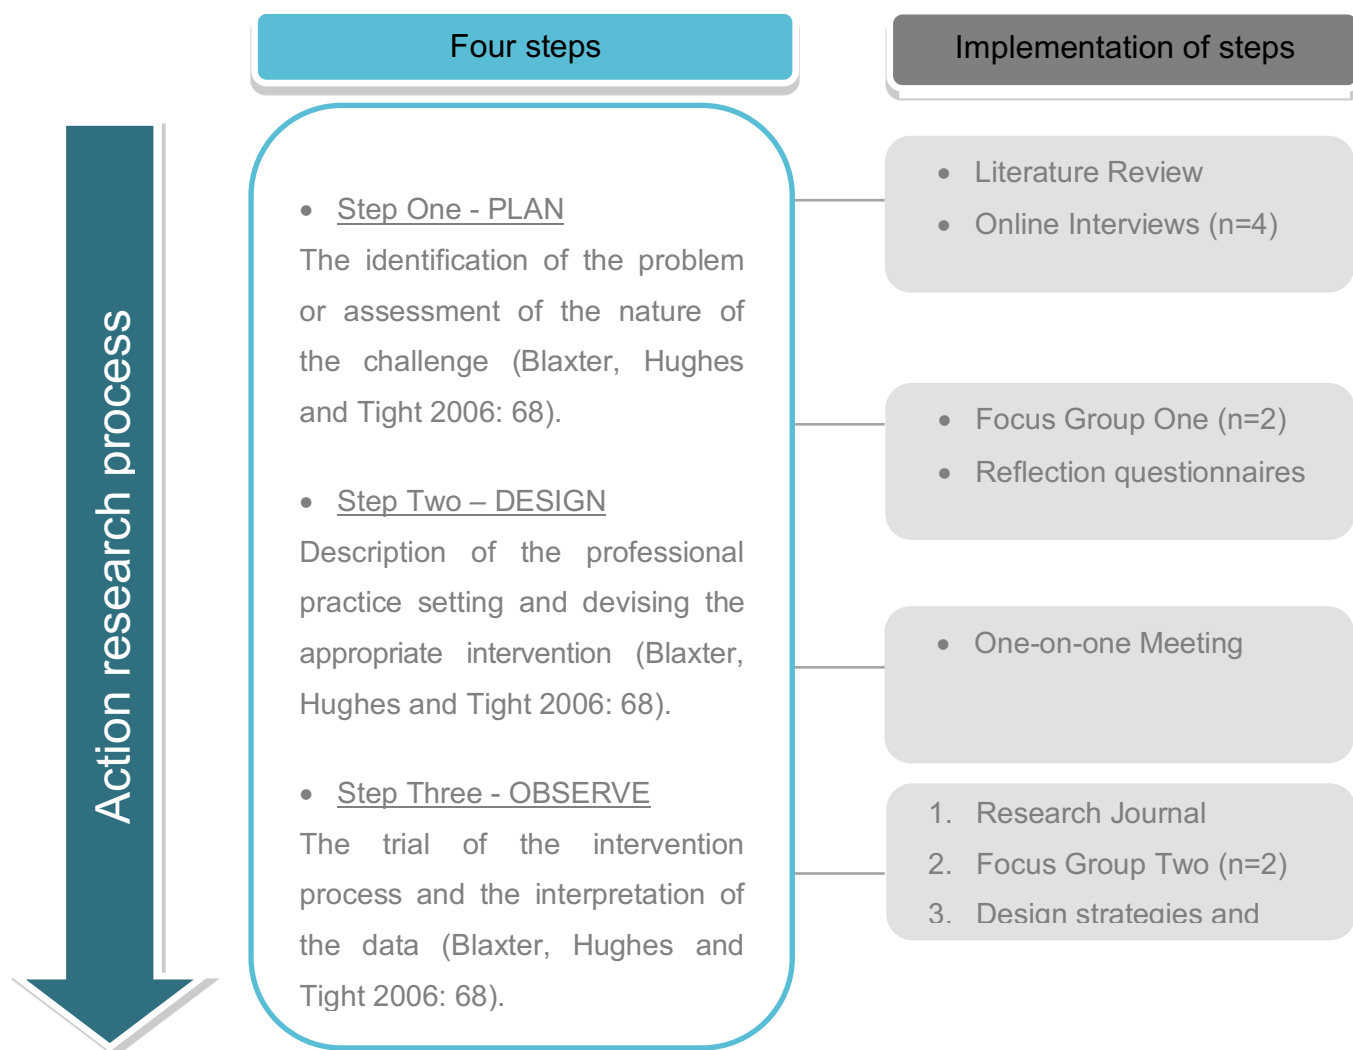 Four steps
Implementation of steps
Action research process
• Step One - PLAN
The identification of the problem
or assessment of the nature of
the challenge (Blaxter, Hughes
and Tight 2006: 68).
• Step Two – DESIGN
Description of the professional
practice setting and devising the
appropriate intervention (Blaxter,
Hughes and Tight 2006: 68).
• Step Three - OBSERVE
The trial of the intervention
process and the interpretation of
the data (Blaxter, Hughes and
Tight 2006: 68).
• Literature Review
• Online Interviews (n=4)
• Focus Group One (n=2)
• Reflection questionnaires
• One-on-one Meeting
1. Research Journal
2. Focus Group Two (n=2)
3. Design strategies and